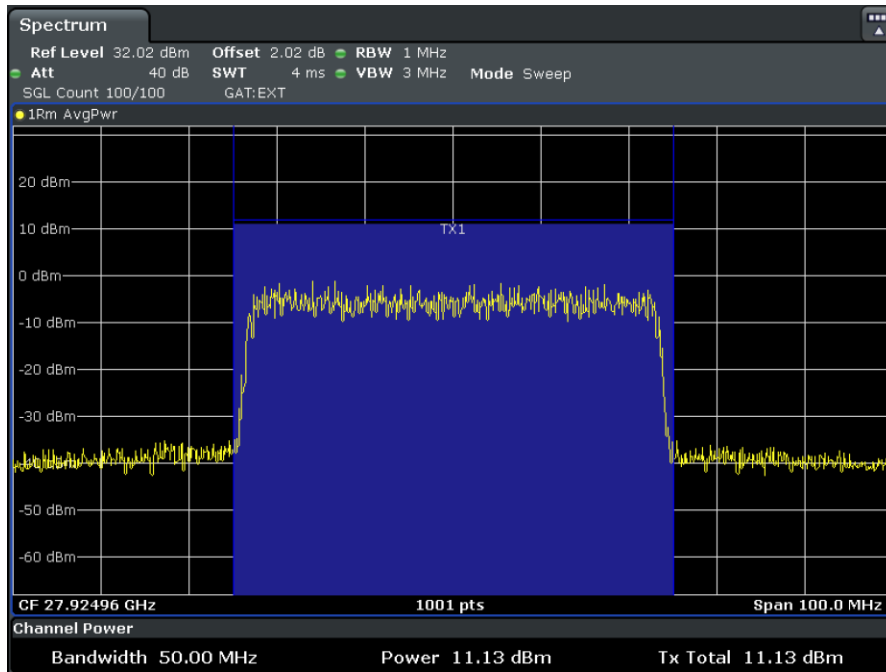 Spectrum
Ref Level 32.02 dBm Offset 2.02 dB RBW 1 MHz
Att 40 dB SWT 4 ms VBW 3 MHz Mode Sweep
SGL Count 100/100 GAT:EXT
1Rm AvgPwr
20 dBm
10 dBm
TX1
0 dBm
-10 dBm
-20 dBm
-30 dBm
-50 dBm
-60 dBm
CF 27.92496 GHz 1001 pts Span 100.0 MHz
Channel Power
Bandwidth 50.00 MHz Power 11.13 dBm Tx Total 11.13 dBm